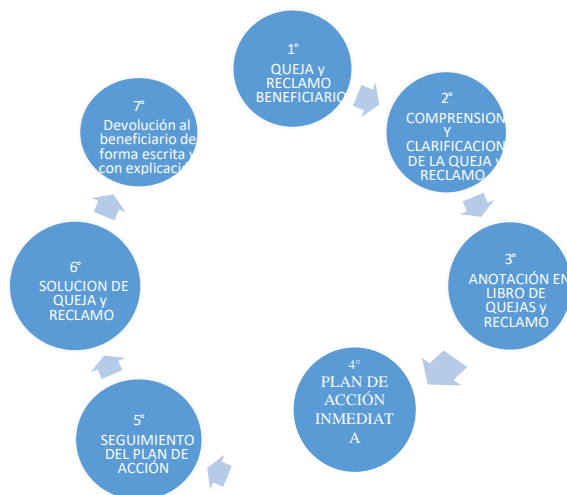 1°
QUEJA y
RECLAMO
BENEFICIARIO
2°
COMPRENSION
Y
CLARIFICACION
DE LA QUEJA y
RECLAMO
3°
ANOTACIÓN EN
LIBRO DE
QUEJAS y
RECLAMO
4°
PLAN DE
ACCIÓN
INMEDIAT
A
5°
SEGUIMIENTO
DEL PLAN DE
ACCIÓN
6°
SOLUCION DE
QUEJA y
RECLAMO
7°
Devolución al
beneficiario de
forma escrita y
con explicación